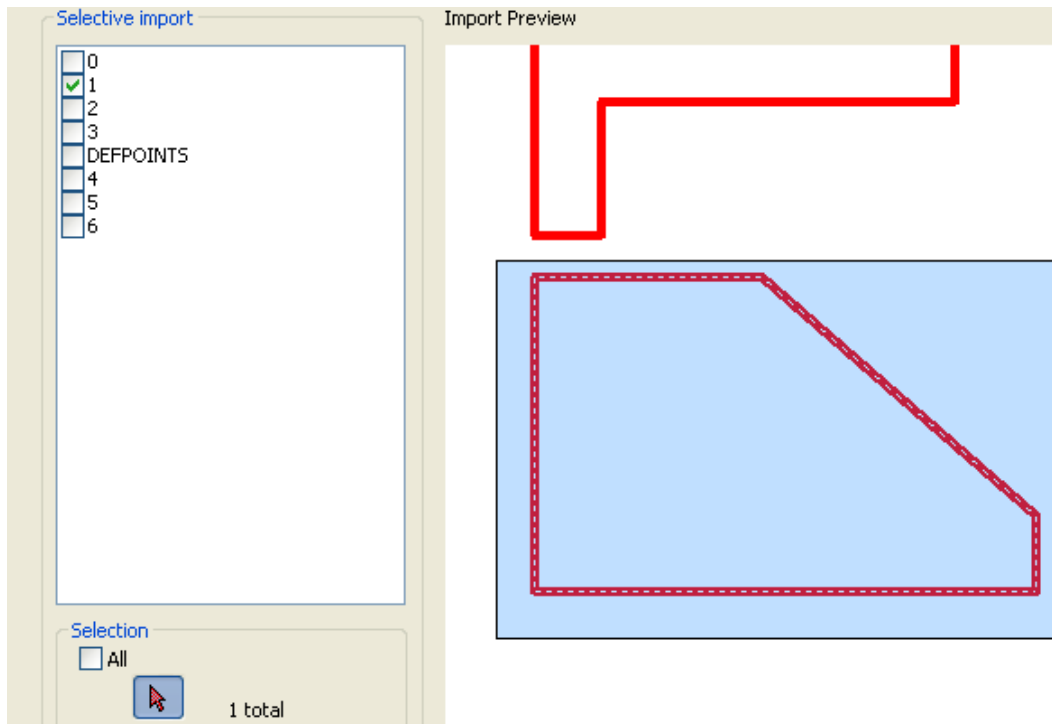 Selective import
Import Preview
0
1
2
3
DEFPOINTS
4
5
6
Selection
All
1 total